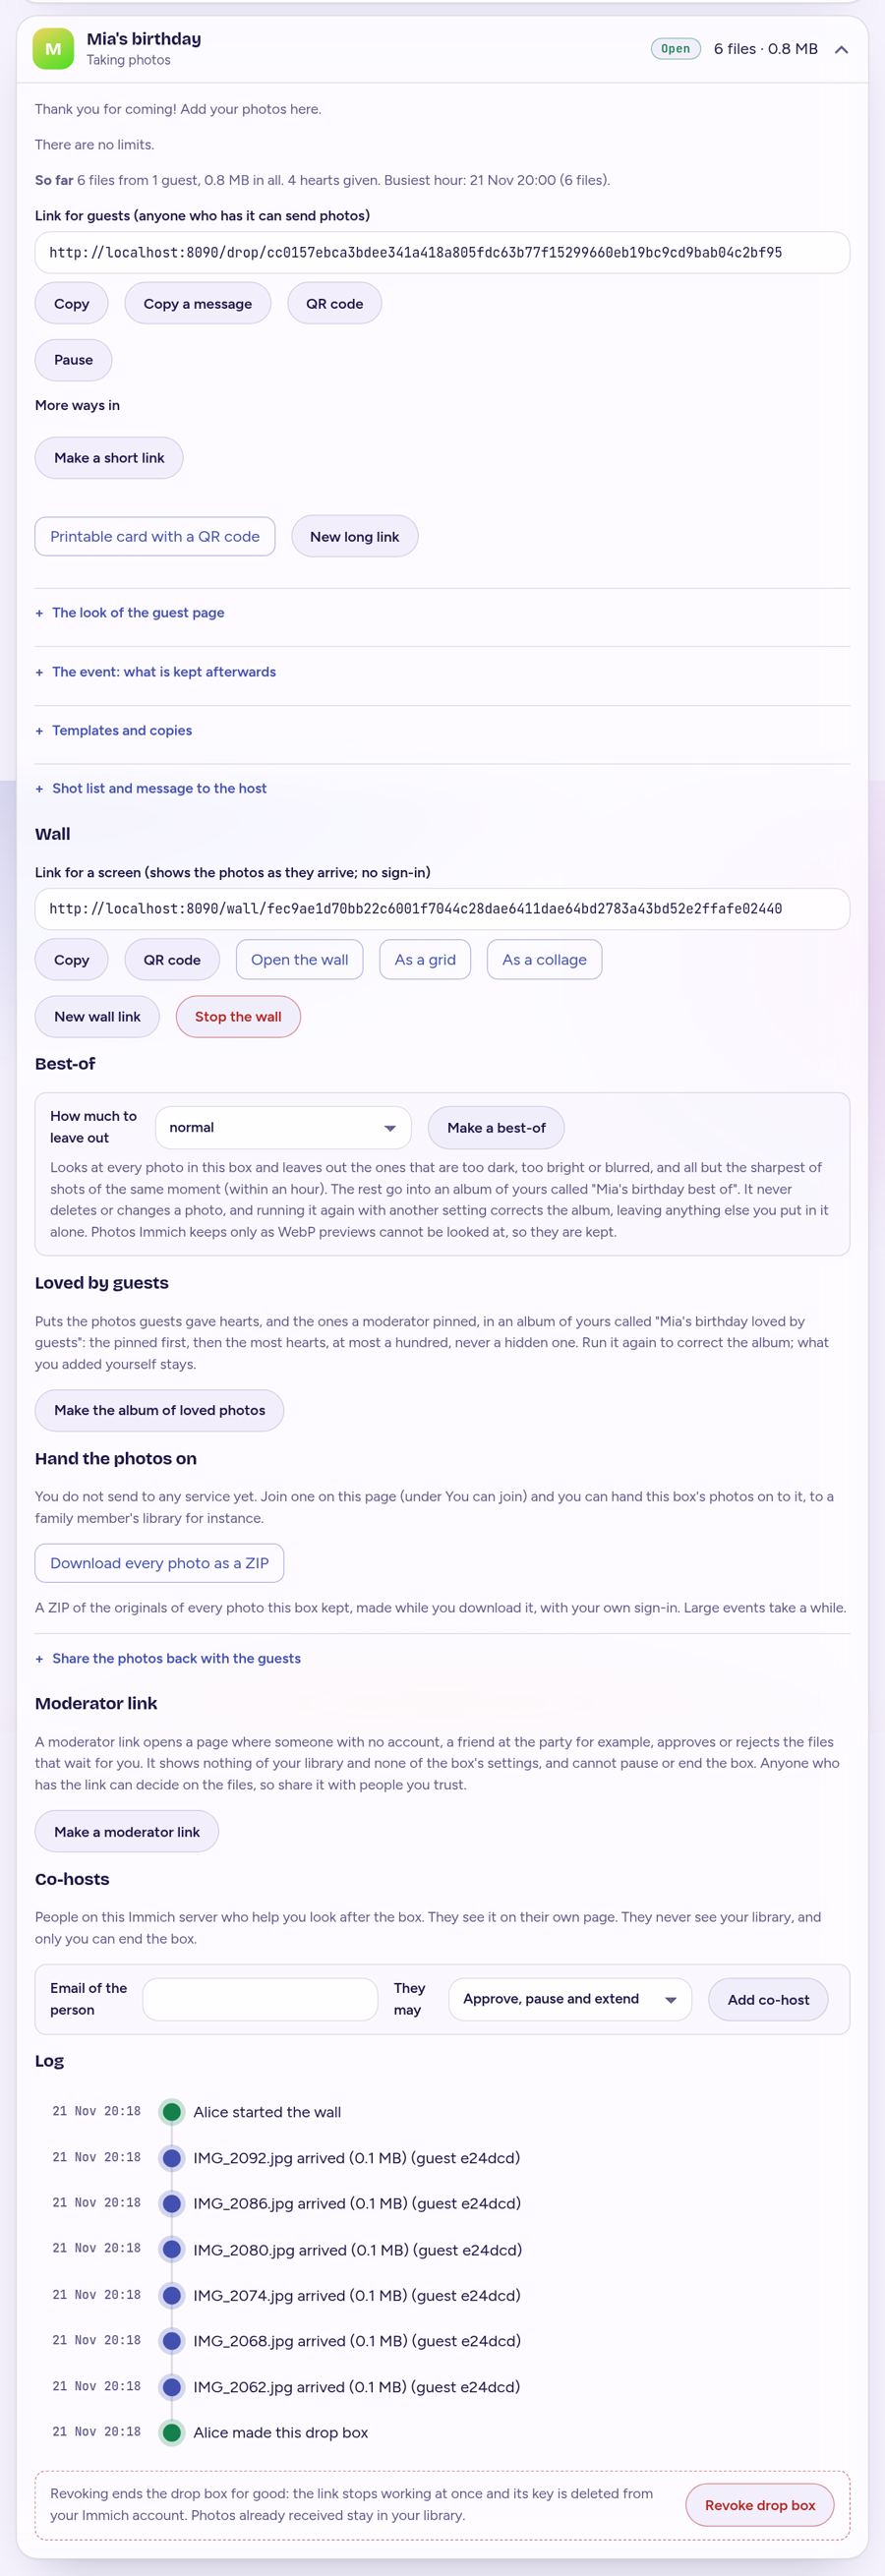 M
Mia's birthday
Taking photos
Open
6 files · 0.8 MB
Thank you for coming! Add your photos here.
There are no limits.
So far 6 files from 1 guest, 0.8 MB in all. 4 hearts given. Busiest hour: 21 Nov 20:00 (6 files).
Link for guests (anyone who has it can send photos)
http://localhost:8090/drop/cc0157ebca3bdee341a418a805fdc63b77f15299660eb19bc9cd9bab04c2bf95
Copy
Copy a message
QR code
Pause
More ways in
Make a short link
Printable card with a QR code
New long link
+ The look of the guest page
+ The event: what is kept afterwards
+ Templates and copies
+ Shot list and message to the host
Wall
Link for a screen (shows the photos as they arrive; no sign-in)
http://localhost:8090/wall/fec9ae1d70bb22c6001f7044c28dae6411dae64bd2783a43bd52e2ffafe02440
Copy
QR code
Open the wall
As a grid
As a collage
New wall link
Stop the wall
Best-of
How much to
leave out
normal
Make a best-of
Looks at every photo in this box and leaves out the ones that are too dark, too bright or blurred, and all but the sharpest of
shots of the same moment (within an hour). The rest go into an album of yours called "Mia's birthday best of". It never
deletes or changes a photo, and running it again with another setting corrects the album, leaving anything else you put in it
alone. Photos Immich keeps only as WebP previews cannot be looked at, so they are kept.
Loved by guests
Puts the photos guests gave hearts, and the ones a moderator pinned, in an album of yours called "Mia's birthday loved by
guests": the pinned first, then the most hearts, at most a hundred, never a hidden one. Run it again to correct the album; what
you added yourself stays.
Make the album of loved photos
Hand the photos on
You do not send to any service yet. Join one on this page (under You can join) and you can hand this box's photos on to it, to a
family member's library for instance.
Download every photo as a ZIP
A ZIP of the originals of every photo this box kept, made while you download it, with your own sign-in. Large events take a while.
+ Share the photos back with the guests
Moderator link
A moderator link opens a page where someone with no account, a friend at the party for example, approves or rejects the files
that wait for you. It shows nothing of your library and none of the box's settings, and cannot pause or end the box. Anyone who
has the link can decide on the files, so share it with people you trust.
Make a moderator link
Co-hosts
People on this Immich server who help you look after the box. They see it on their own page. They never see your library, and
only you can end the box.
Email of the
person
They
may
Approve, pause and extend
Add co-host
Log
21 Nov 20:18 Alice started the wall
21 Nov 20:18 IMG_2092.jpg arrived (0.1 MB) (guest e24dcd)
21 Nov 20:18 IMG_2086.jpg arrived (0.1 MB) (guest e24dcd)
21 Nov 20:18 IMG_2080.jpg arrived (0.1 MB) (guest e24dcd)
21 Nov 20:18 IMG_2074.jpg arrived (0.1 MB) (guest e24dcd)
21 Nov 20:18 IMG_2068.jpg arrived (0.1 MB) (guest e24dcd)
21 Nov 20:18 IMG_2062.jpg arrived (0.1 MB) (guest e24dcd)
21 Nov 20:18 Alice made this drop box
Revoking ends the drop box for good: the link stops working at once and its key is deleted from
your Immich account. Photos already received stay in your library.
Revoke drop box